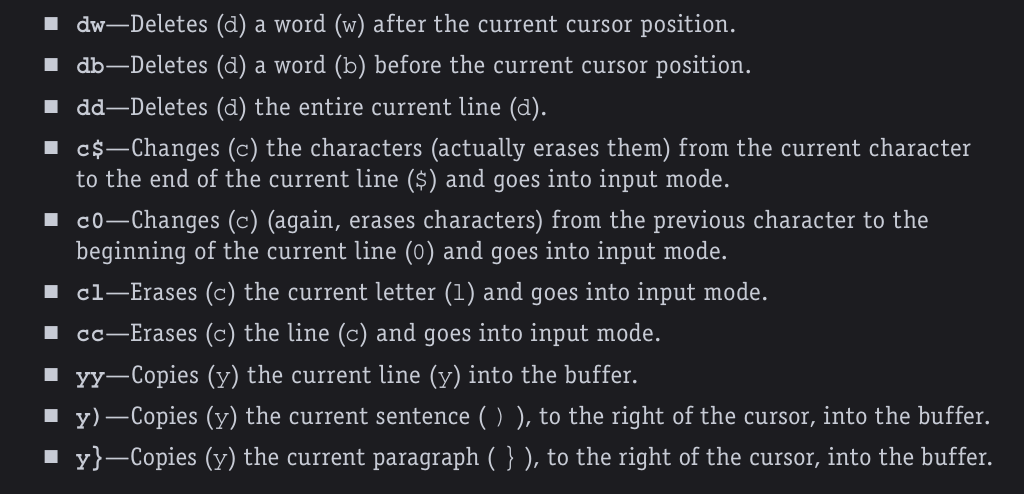 ■ dw—Deletes (d) a word (w) after the current cursor position.
■ db—Deletes (d) a word (b) before the current cursor position.
■ dd—Deletes (d) the entire current line (d).
■ c$—Changes (c) the characters (actually erases them) from the current character
to the end of the current line ($) and goes into input mode.
■ c0—Changes (c) (again, erases characters) from the previous character to the
beginning of the current line (0) and goes into input mode.
■ cl—Erases (c) the current letter (l) and goes into input mode.
■ cc—Erases (c) the line (c) and goes into input mode.
■ yy—Copies (y) the current line (y) into the buffer.
■ y)—Copies (y) the current sentence ( ) ), to the right of the cursor, into the buffer.
■ y}—Copies (y) the current paragraph ( } ), to the right of the cursor, into the buffer.